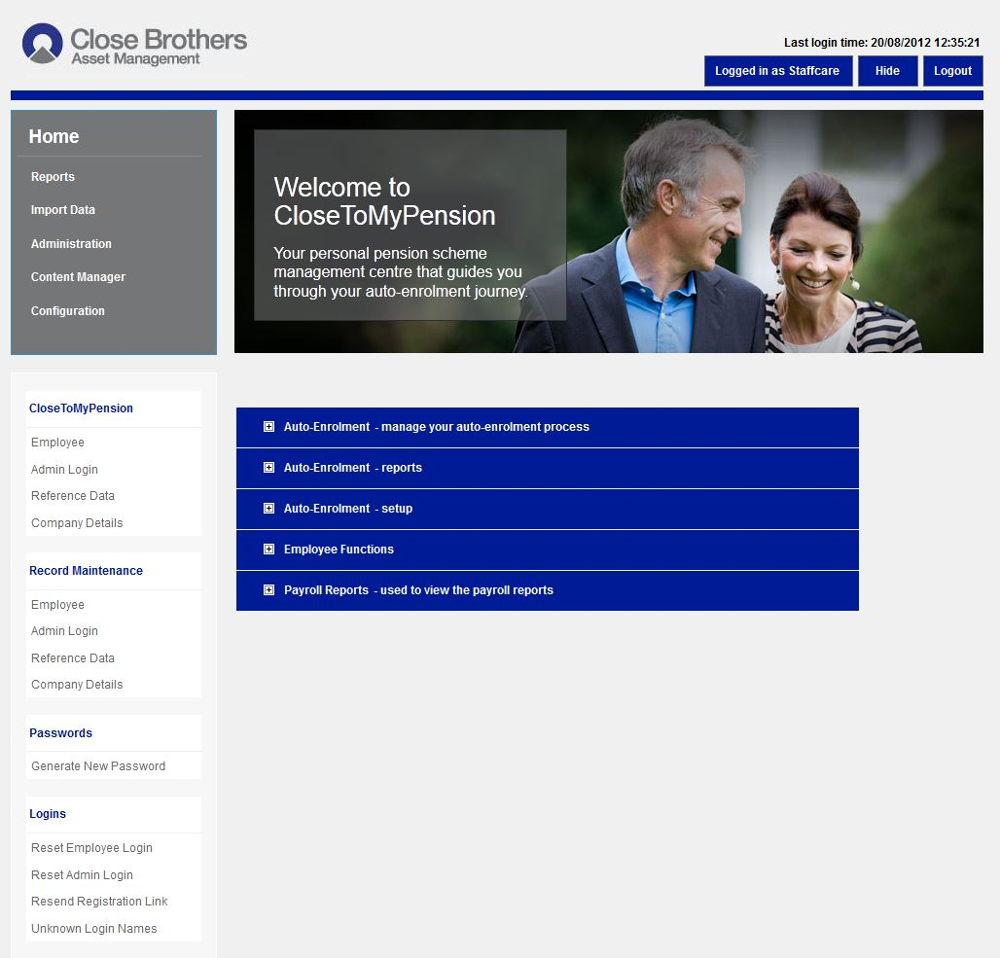 Close Brothers
Asset Management
Last login time: 20/08/2012 12:35:21
Logged in as Staffcare
Hide
Logout
Home
Reports
Import Data
Administration
Content Manager
Configuration
Welcome to
CloseToMyPension
Your personal pension scheme
management centre that guides you
through your auto-enrolment journey.
CloseToMyPension
Employee
Admin Login
Reference Data
Company Details
Record Maintenance
Employee
Admin Login
Reference Data
Company Details
Passwords
Generate New Password
Logins
Reset Employee Login
Reset Admin Login
Resend Registration Link
Unknown Login Names
Auto-Enrolment - manage your auto-enrolment process
Auto-Enrolment - reports
Auto-Enrolment - setup
Employee Functions
Payroll Reports - used to view the payroll reports